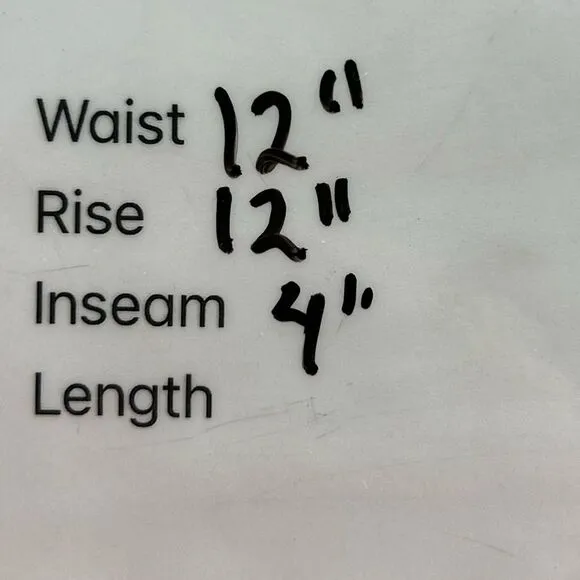 Waist 12"
Rise 12"
Inseam 4"
Length